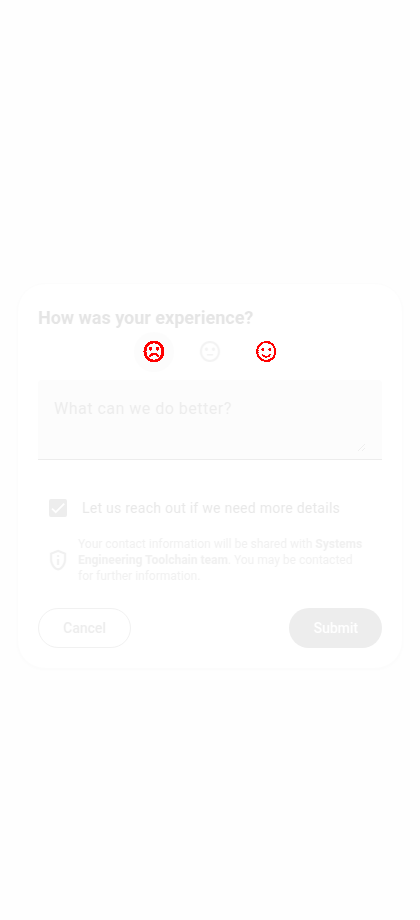 How was your experience?
What can we do better?
Let us reach out if we need more details
Your contact information will be shared with Systems
Engineering Toolchain team. You may be contacted
for further information.
Cancel
Submit